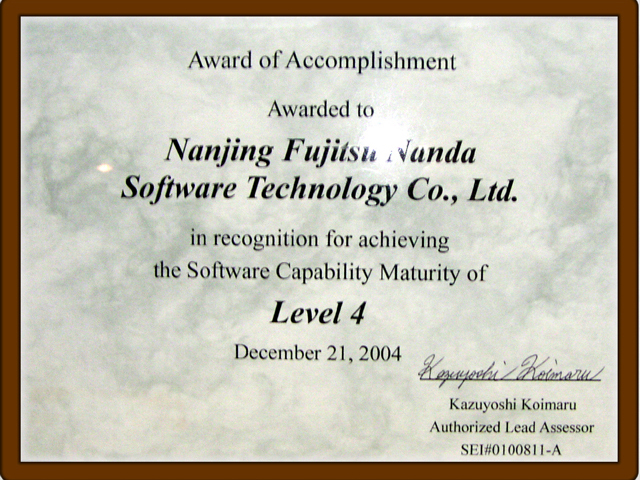 Award of Accomplishment
Awarded to
Nanjing Fujitsu Nanda
Software Technology Co., Ltd.
in recognition for achieving
the Software Capability Maturity of
Level 4
December 21, 2004
Kazuyoshi Koimaru
Kazuyoshi Koimaru
Authorized Lead Assessor
SEI#0100811-A